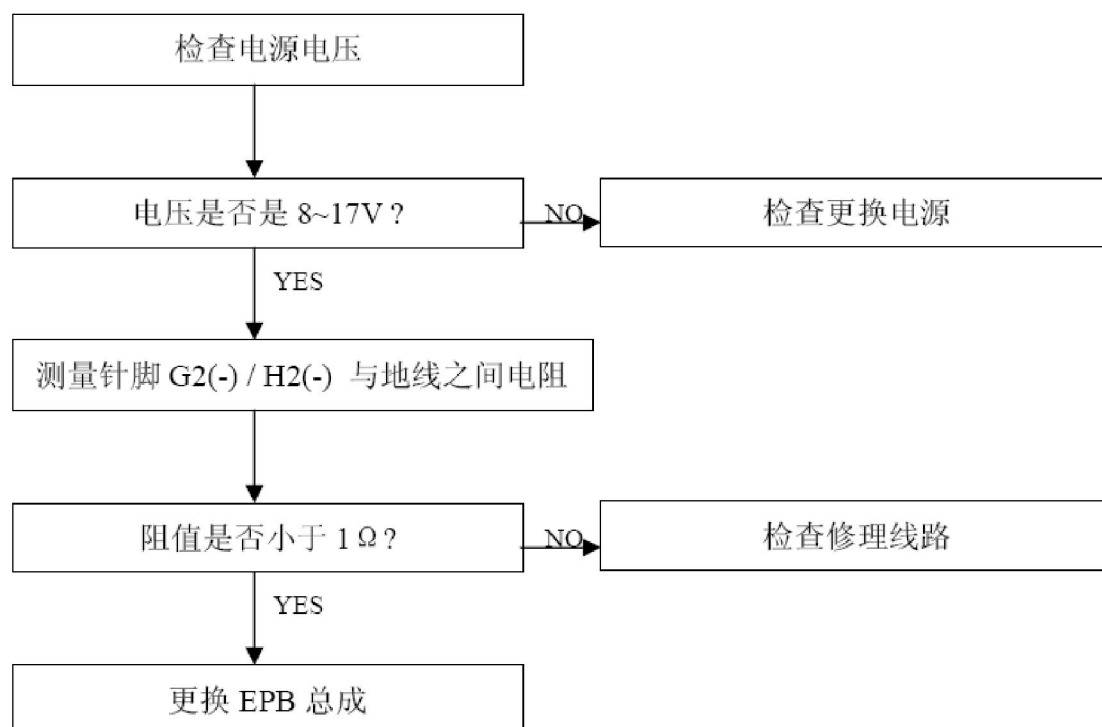 检查电源电压
电压是否是 8~17V？
NO
检查更换电源
YES
测量针脚 G2(-) / H2(-) 与地线之间电阻
阻值是否小于 1Ω？
NO
检查修理线路
YES
更换 EPB 总成